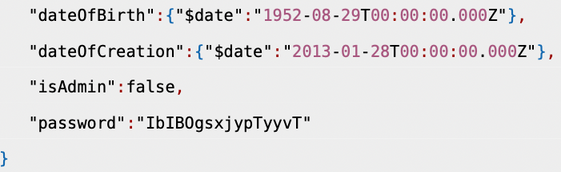 "dateOfBirth":{"$date":"1952-08-29T00:00:00.000Z"},
"dateOfCreation":{"$date":"2013-01-28T00:00:00.000Z"},
"isAdmin":false,
"password":"IbIBOgsxjypTyyvT"
}